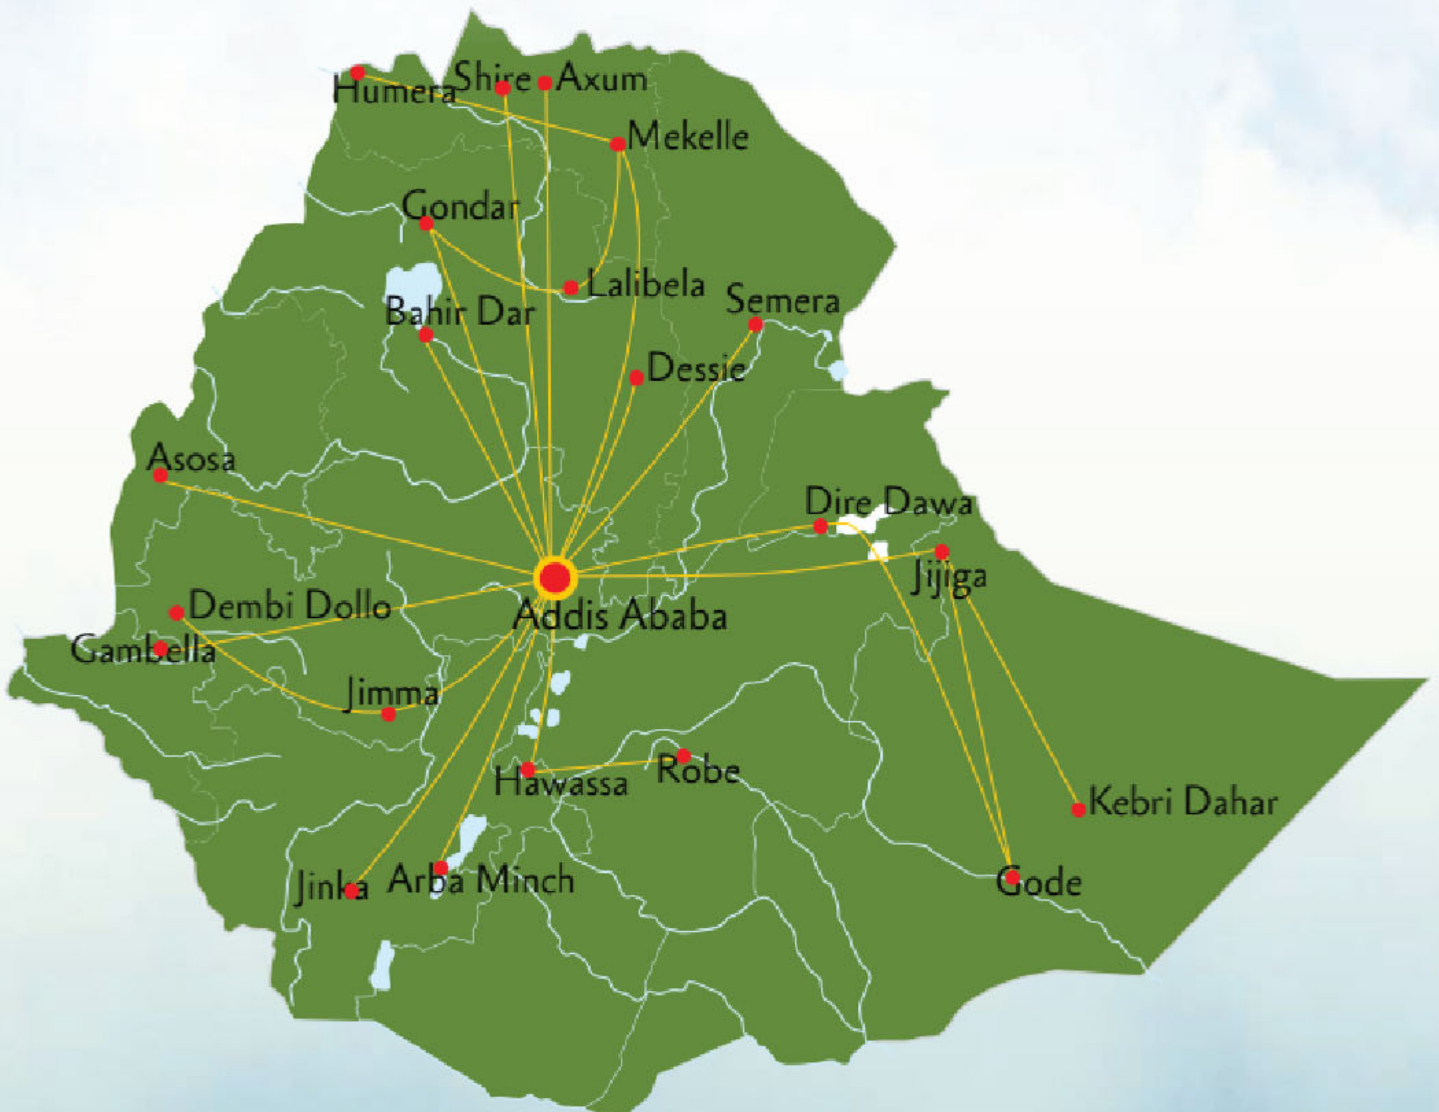 Shire
Axum
Humera
Mekelle
Gondar
Lalibela
Semera
Bahir Dar
Dessie
Asosa
Dire Dawa
Jijiga
Dembi Dollo
Addis Ababa
Gambella
Jimma
Robe
Hawassa
Kebri Dahar
Jinka
Arba Minch
Gode